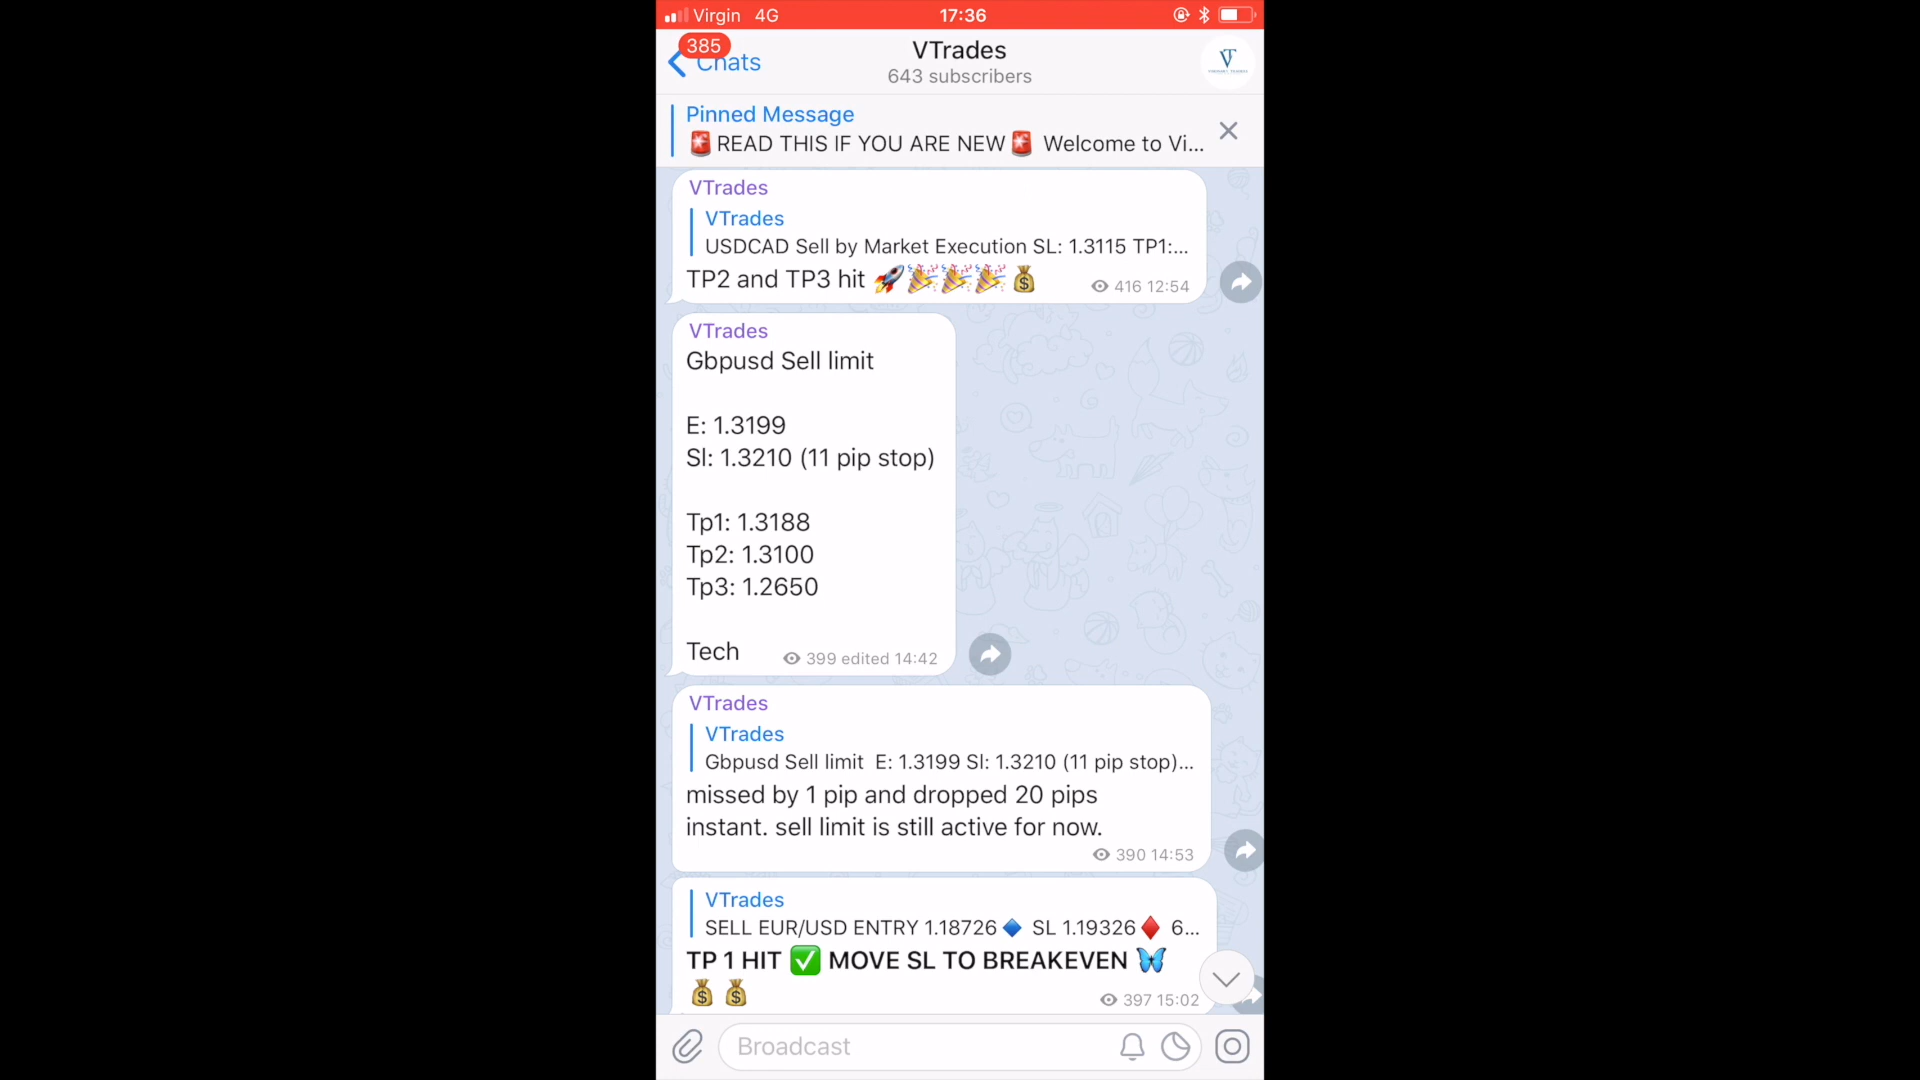 Virgin 4G
17:36
385
Chats
VTrades
643 subscribers
Pinned Message
🚨READ THIS IF YOU ARE NEW🚨 Welcome to Vi...
VTrades
VTrades
USDCAD Sell by Market Execution SL: 1.3115 TP1:...
TP2 and TP3 hit 🚀🎉🎉🎉💰
416 12:54
VTrades
Gbpusd Sell limit
E: 1.3199
Sl: 1.3210 (11 pip stop)
Tp1: 1.3188
Tp2: 1.3100
Tp3: 1.2650
Tech
399 edited 14:42
VTrades
VTrades
Gbpusd Sell limit E: 1.3199 Sl: 1.3210 (11 pip stop)...
missed by 1 pip and dropped 20 pips
instant. sell limit is still active for now.
390 14:53
VTrades
SELL EUR/USD ENTRY 1.18726🔹 SL 1.19326♦️ 6...
TP 1 HIT ✅ MOVE SL TO BREAKEVEN 🦋
💰 💰
397 15:02
Broadcast